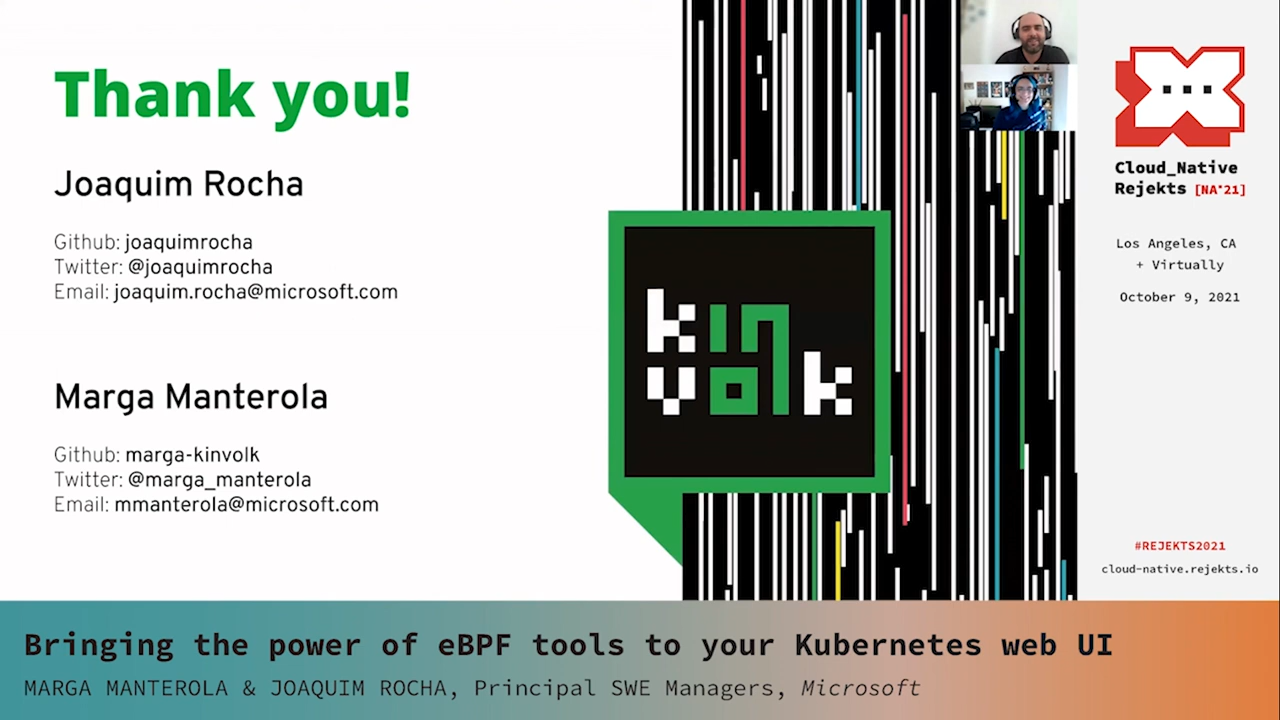 Thank you!
Joaquim Rocha
Github: joaquimrocha
Twitter: @joaquimrocha
Email: joaquim.rocha@microsoft.com
Marga Manterola
Github: marga-kinvolk
Twitter: @marga_manterola
Email: mmanterola@microsoft.com
kin
volk
Cloud_Native
Rejekts [NA*21]
Los Angeles, CA
+ Virtually
October 9, 2021
#REJEKTS2021
cloud-native.rejekts.io
Bringing the power of eBPF tools to your Kubernetes web UI
MARGA MANTEROLA & JOAQUIM ROCHA, Principal SWE Managers, Microsoft